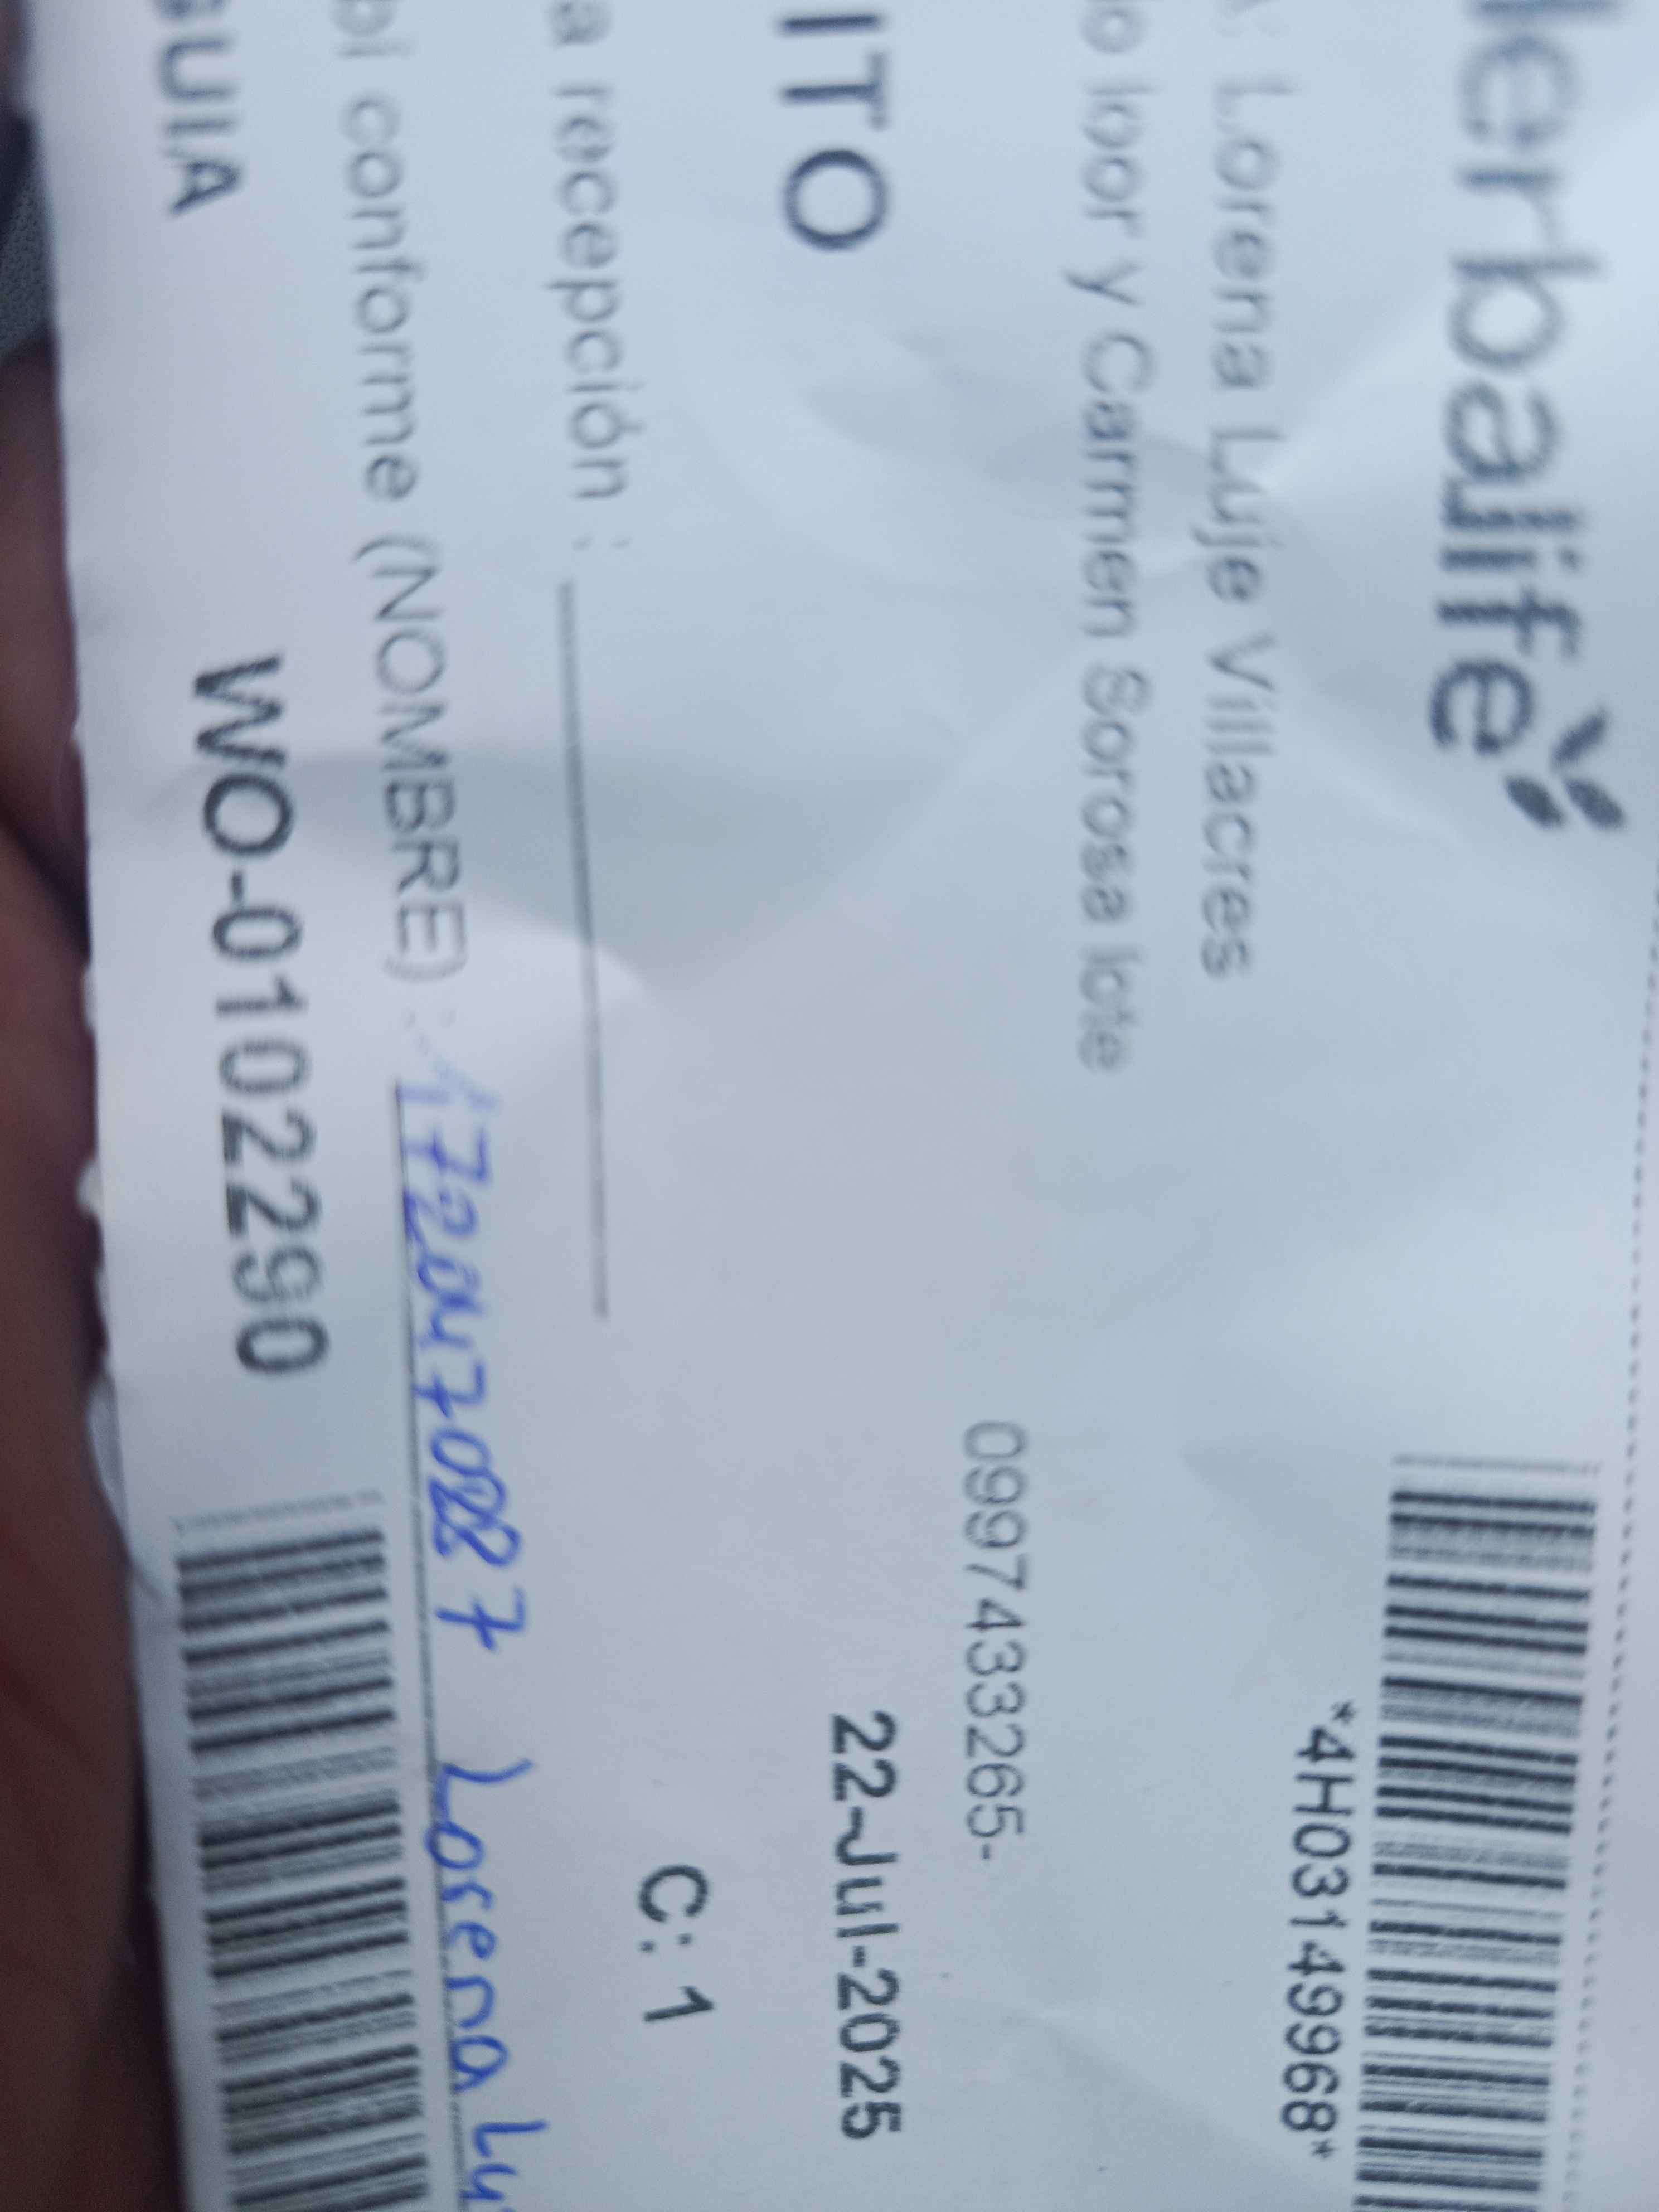 erbalife
*4H03149968*
Lorena Luje Villacres
loor y Carmen Sorosa lote
0997433265-
ITO
22-Jul-2025
C: 1
a recepción :
bi conforme (NOMBRE) : Lorena
GUIA
WO-0102290